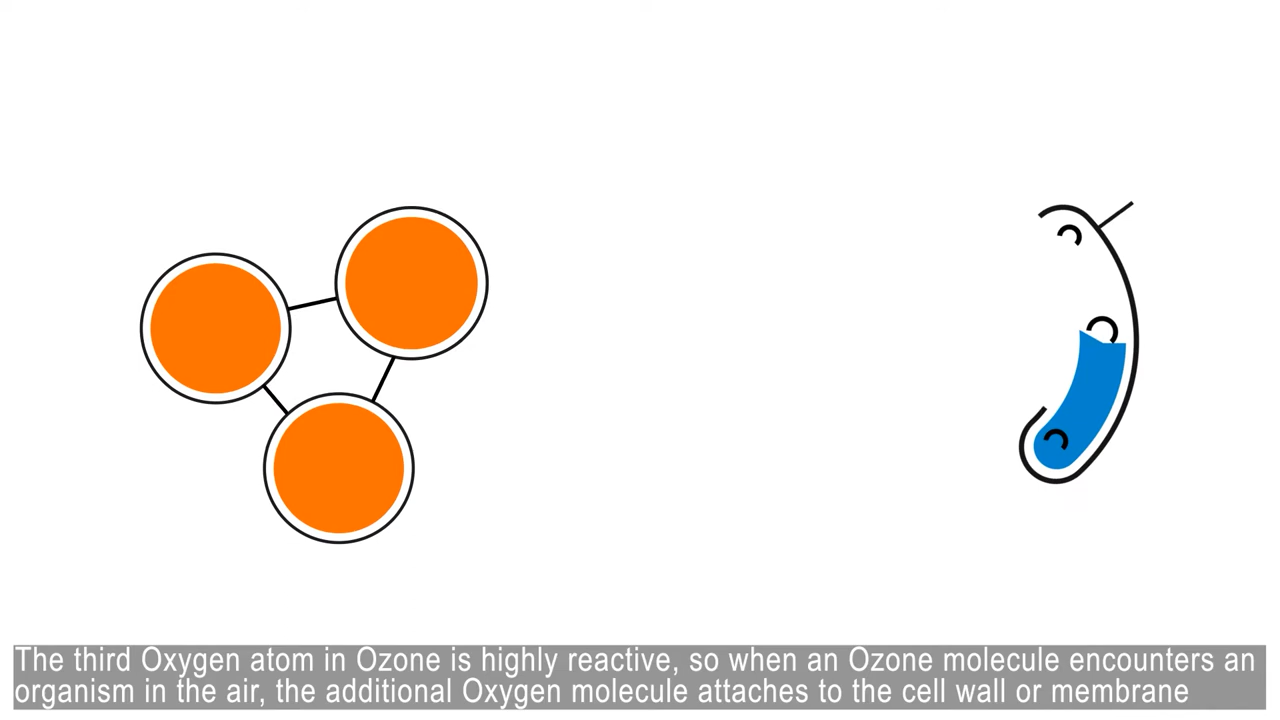 The third Oxygen atom in Ozone is highly reactive, so when an Ozone molecule encounters an
organism in the air, the additional Oxygen molecule attaches to the cell wall or membrane